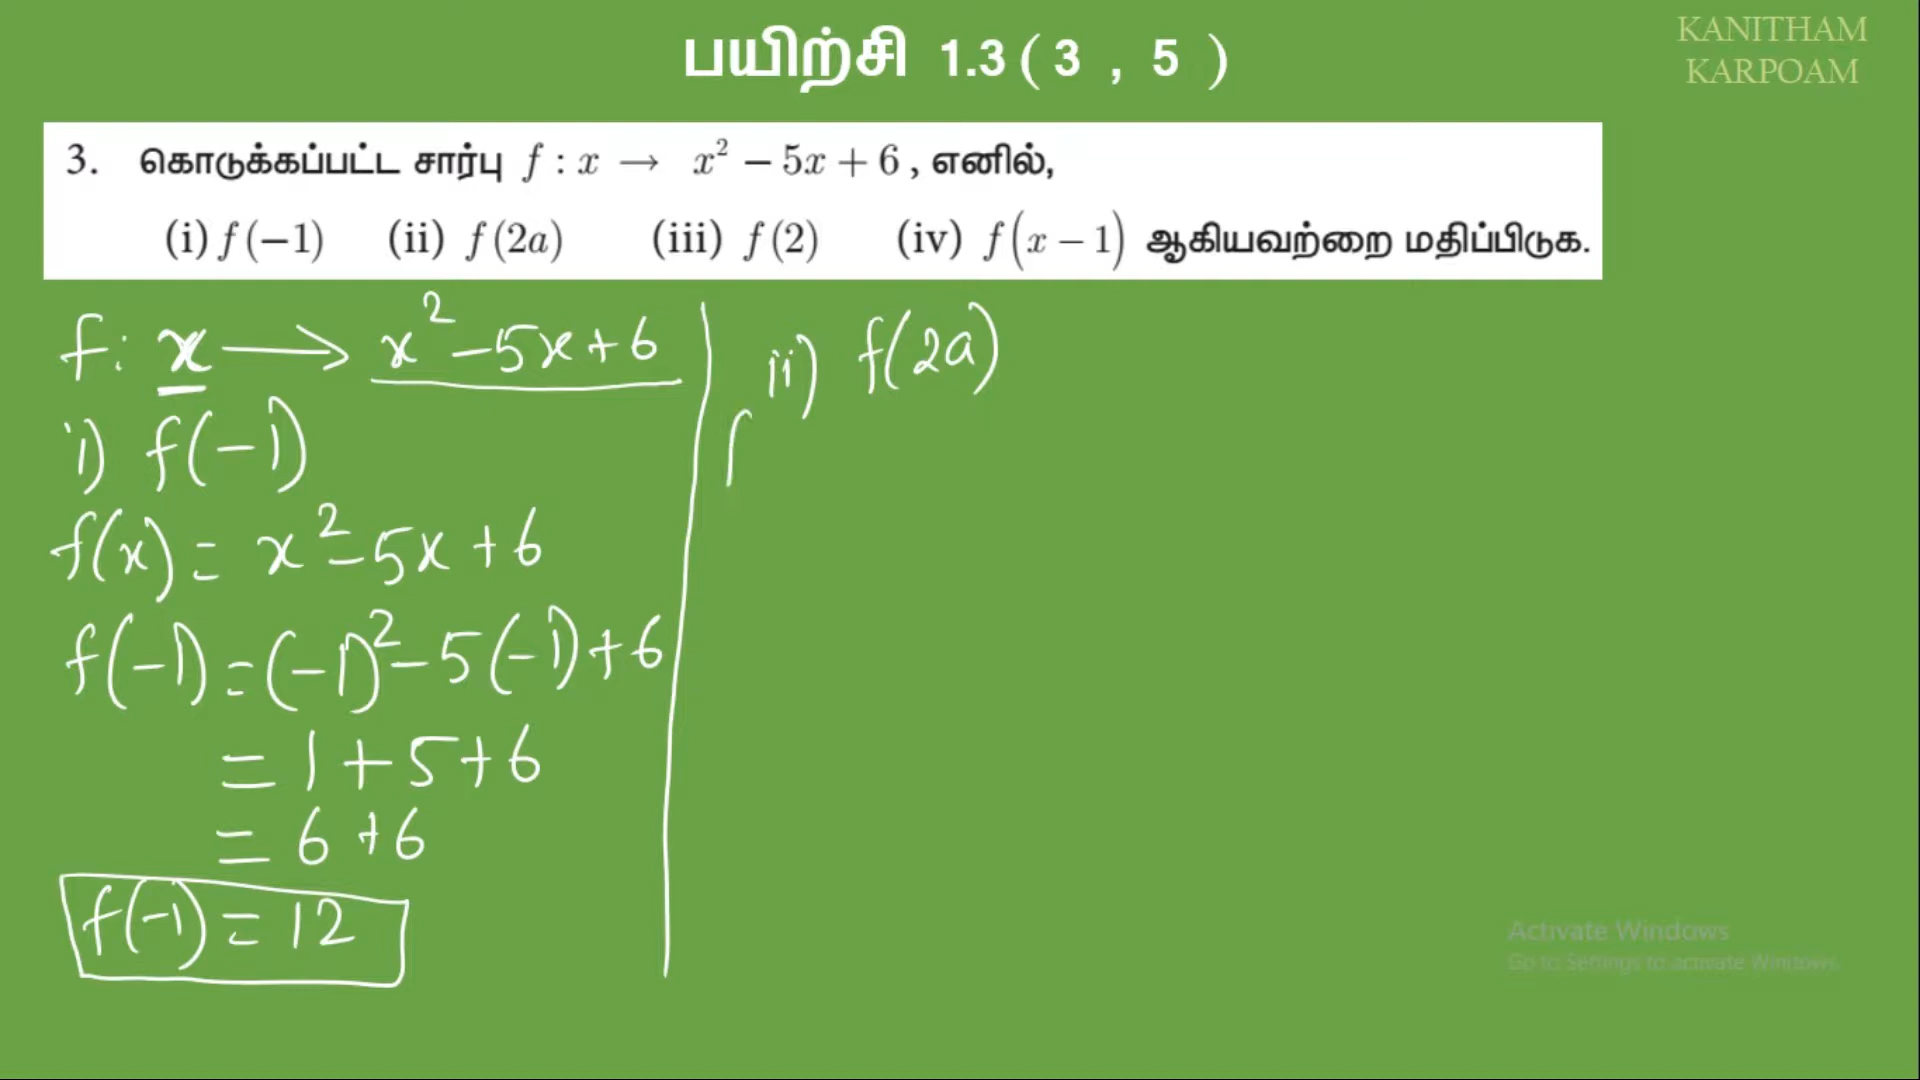 பயிற்சி 1.3 ( 3 , 5 )
KANITHAM
KARPOAM
3. கொடுக்கப்பட்ட சார்பு f : x → x² – 5x + 6 , எனில்,
(i) f(−1) (ii) f(2a) (iii) f(2) (iv) f(x – 1) ஆகியவற்றை மதிப்பிடுக.
f: x → x² – 5x + 6
i) f(–1)
f(x) = x² – 5x + 6
f(–1) = (–1)² – 5(–1) + 6
= 1 + 5 + 6
= 6 + 6
f(–1) = 12
ii) f(2a)
Activate Windows
Go to Settings to activate Windows.